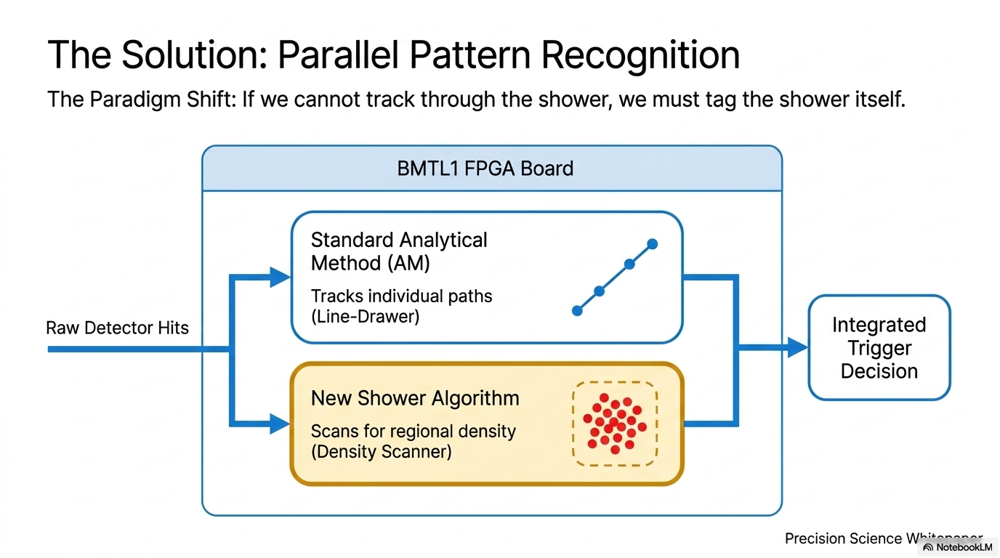 The Solution: Parallel Pattern Recognition
The Paradigm Shift: If we cannot track through the shower, we must tag the shower itself.
BMTL1 FPGA Board
Standard Analytical
Method (AM)
Tracks individual paths
(Line-Drawer)
Raw Detector Hits
Integrated
Trigger
Decision
New Shower Algorithm
Scans for regional density
(Density Scanner)
Precision Science
NotebookLM